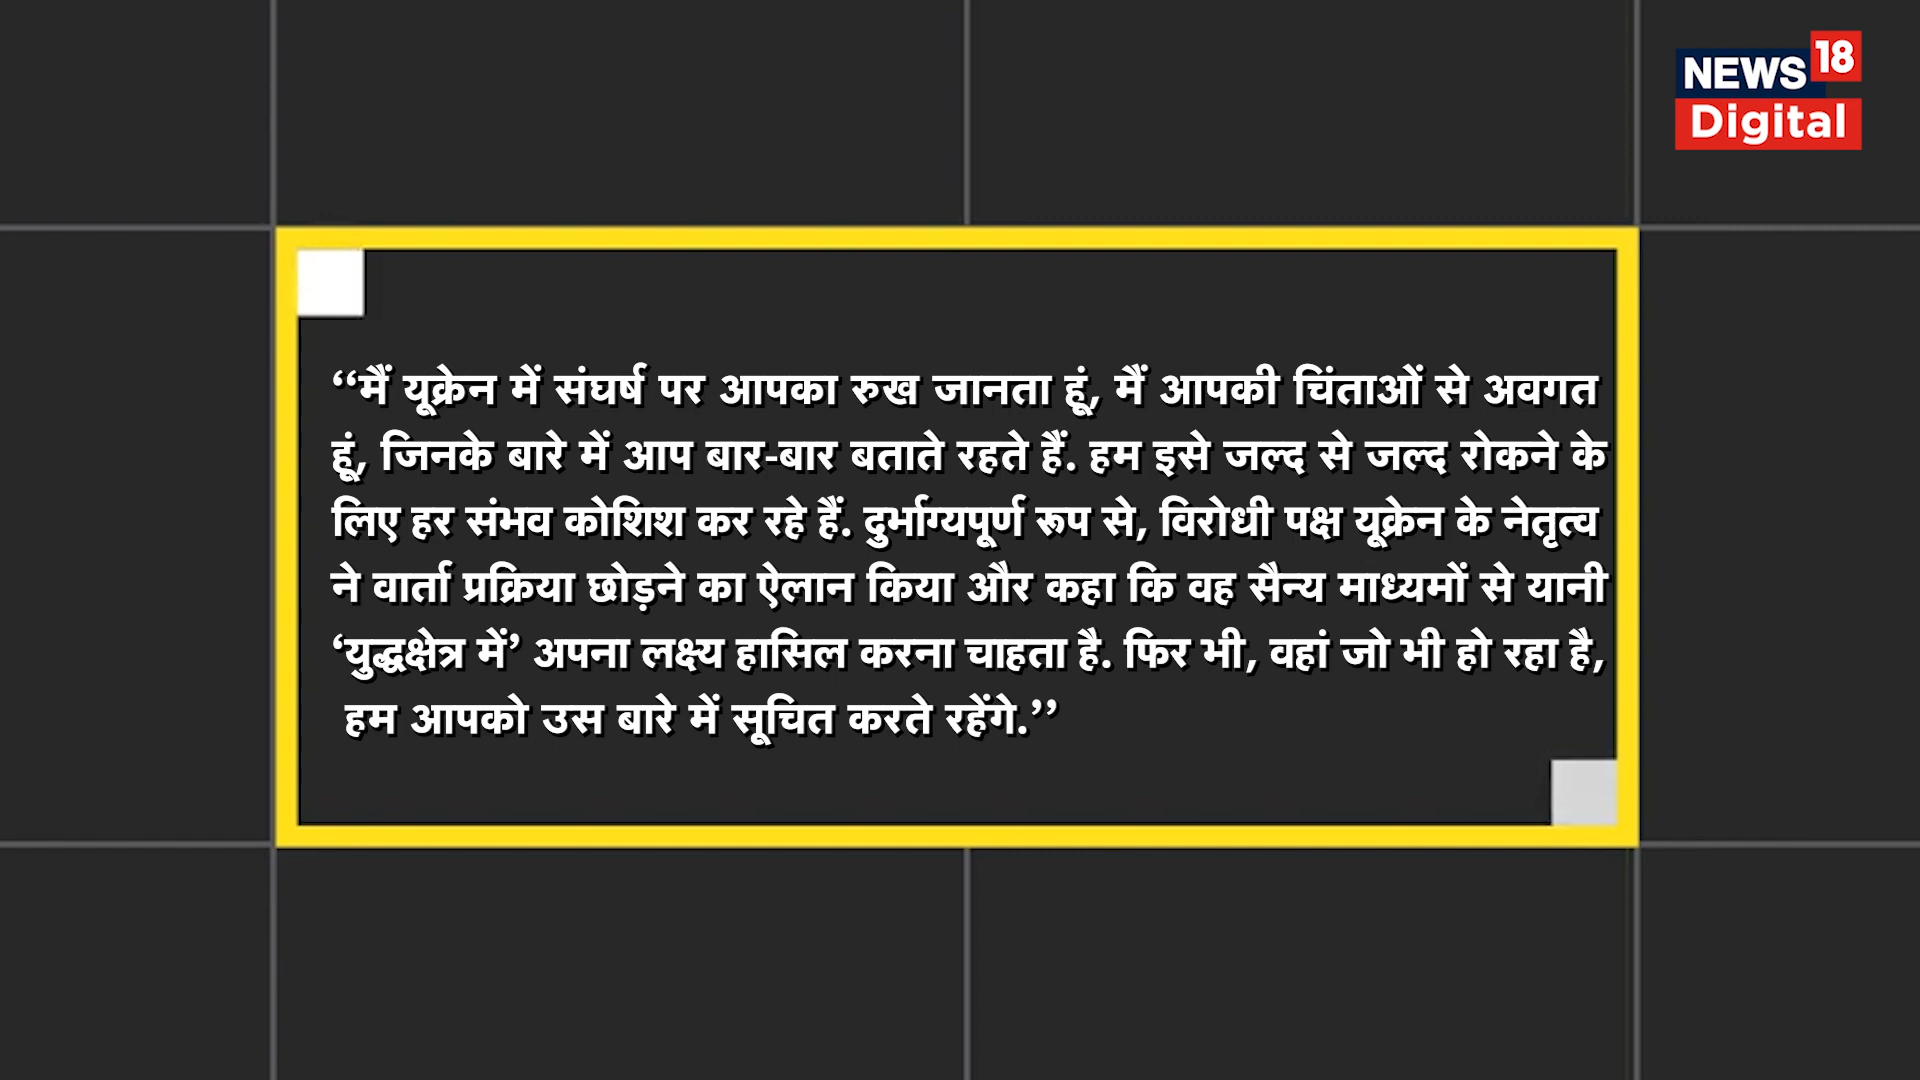 NEWS 18
Digital
‘‘मैं यूक्रेन में संघर्ष पर आपका रुख जानता हूं, मैं आपकी चिंताओं से अवगत
हूं, जिनके बारे में आप बार-बार बताते रहते हैं. हम इसे जल्द से जल्द रोकने के
लिए हर संभव कोशिश कर रहे हैं. दुर्भाग्यपूर्ण रूप से, विरोधी पक्ष यूक्रेन के नेतृत्व
ने वार्ता प्रक्रिया छोड़ने का ऐलान किया और कहा कि वह सैन्य माध्यमों से यानी
‘युद्धक्षेत्र में’ अपना लक्ष्य हासिल करना चाहता है. फिर भी, वहां जो भी हो रहा है,
हम आपको उस बारे में सूचित करते रहेंगे.’’